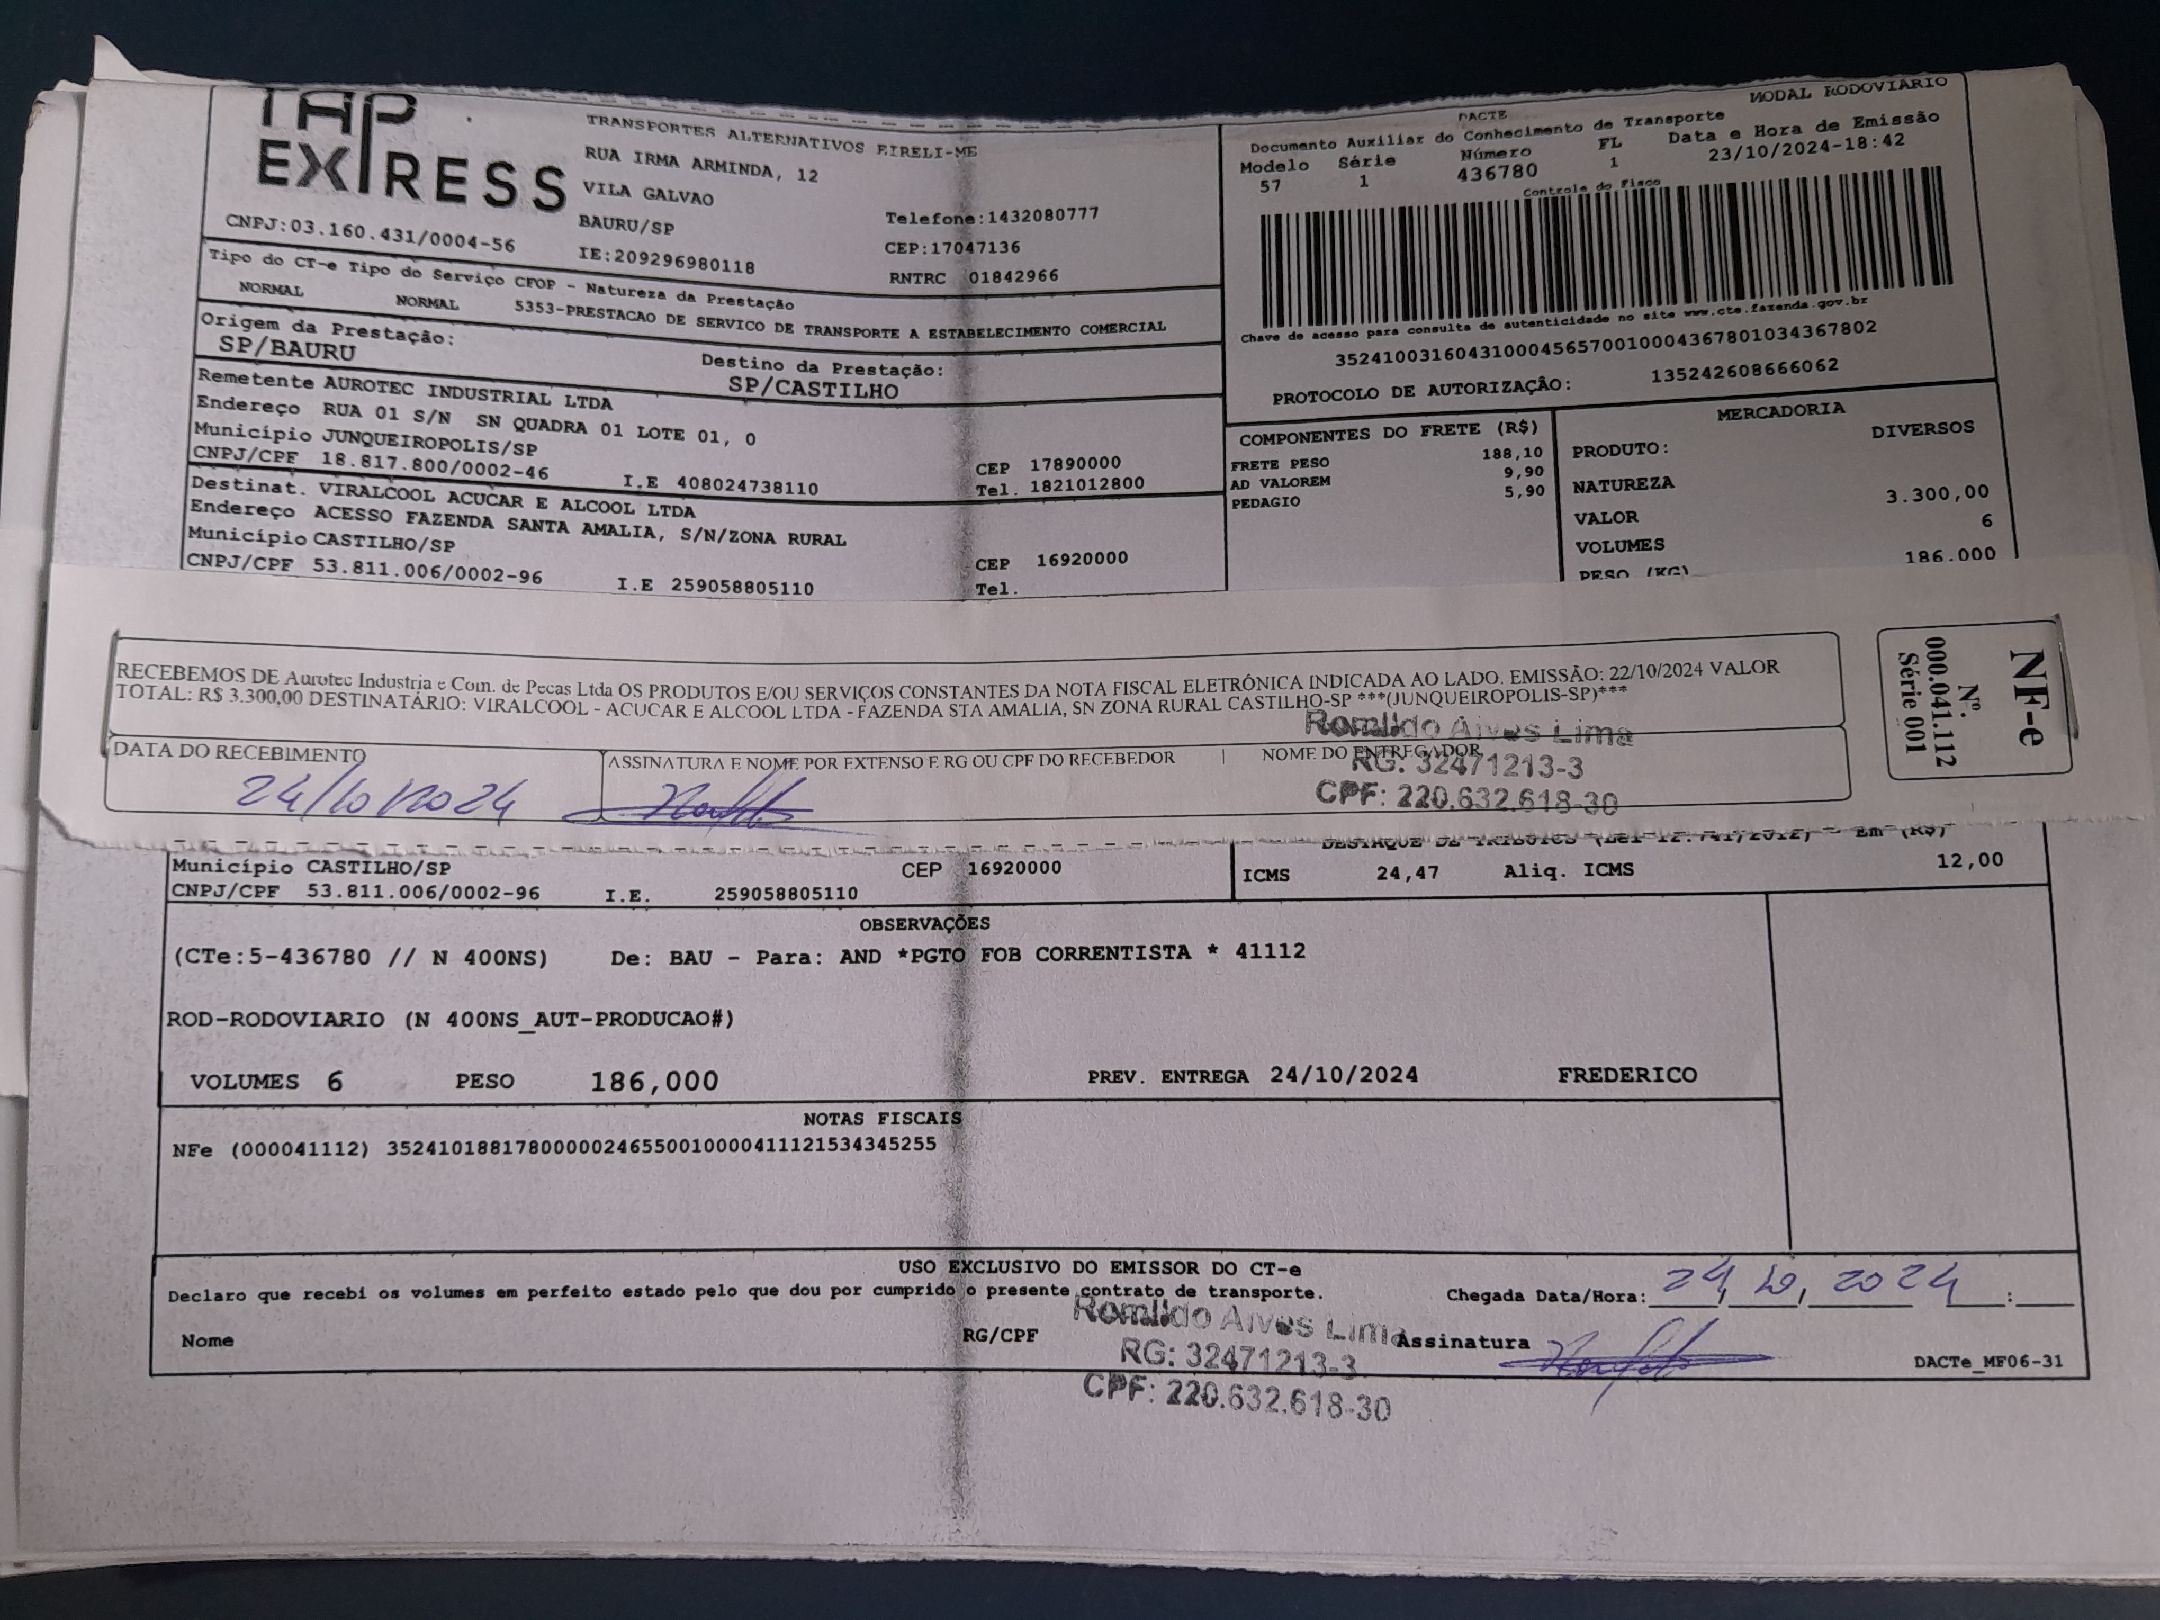 TAP
EXPRESS
TRANSPORTES ALTERNATIVOS EIRELI-ME
RUA IRMA ARMINDA, 12
VILA GALVAO
BAURU/SP
Telefone:1432080777
CNPJ:03.160.431/0004-56
IE:209296980118
CEP:17047136
RNTRC 01842966
MODAL RODOVIARIO
DACTE
Documento Auxiliar do Conhecimento de Transporte
Modelo Série Número FL Data e Hora de Emissão
57 1 436780 1 23/10/2024-18:42
Controle do Fisco
Chave de acesso para consulta de autenticidade no site www.cte.fazenda.gov.br
35241003160431000456570010004367801034367802
PROTOCOLO DE AUTORIZAÇÃO: 135242608666062
Tipo do CT-e Tipo do Serviço CFOP - Natureza da Prestação
NORMAL NORMAL 5353-PRESTACAO DE SERVICO DE TRANSPORTE A ESTABELECIMENTO COMERCIAL
Origem da Prestação: Destino da Prestação:
SP/BAURU SP/CASTILHO
Remetente AUROTEC INDUSTRIAL LTDA
Endereço RUA 01 S/N SN QUADRA 01 LOTE 01, 0
Município JUNQUEIROPOLIS/SP CEP 17890000
CNPJ/CPF 18.817.800/0002-46 I.E 408024738110 Tel. 1821012800
Destinat. VIRALCOOL ACUCAR E ALCOOL LTDA
Endereço ACESSO FAZENDA SANTA AMALIA, S/N/ZONA RURAL
Município CASTILHO/SP CEP 16920000
CNPJ/CPF 53.811.006/0002-96 I.E 259058805110 Tel.
COMPONENTES DO FRETE (R$)
FRETE PESO 188,10
AD VALOREM 9,90
PEDAGIO 5,90
MERCADORIA
PRODUTO: DIVERSOS
NATUREZA
VALOR 3.300,00
VOLUMES 6
PESO (KG) 186.000
RECEBEMOS DE Aurotec Industria e Com. de Pecas Ltda OS PRODUTOS E/OU SERVIÇOS CONSTANTES DA NOTA FISCAL ELETRÔNICA INDICADA AO LADO. EMISSÃO: 22/10/2024 VALOR
TOTAL: R$ 3.300,00 DESTINATÁRIO: VIRALCOOL - ACUCAR E ALCOOL LTDA - FAZENDA STA AMALIA, SN ZONA RURAL CASTILHO-SP ***(JUNQUEIROPOLIS-SP)***
DATA DO RECEBIMENTO ASSINATURA E NOME POR EXTENSO E RG OU CPF DO RECEBEDOR | NOME DO ENTREGADOR
24/10/2024
Romildo Alves Lima
RG: 32471213-3
CPF: 220.632.618-30
NF-e
Nº.
000.041.112
Série 001
DESTAQUE DE TRIBUTOS (Lei 12.741/2012) - Em (R$)
Município CASTILHO/SP CEP 16920000
CNPJ/CPF 53.811.006/0002-96 I.E. 259058805110
ICMS 24,47 Aliq. ICMS 12,00
OBSERVAÇÕES
(CTe:5-436780 // N 400NS) De: BAU - Para: AND *PGTO FOB CORRENTISTA * 41112
ROD-RODOVIARIO (N 400NS_AUT-PRODUCAO#)
VOLUMES 6 PESO 186,000 PREV. ENTREGA 24/10/2024 FREDERICO
NOTAS FISCAIS
NFe (000041112) 35241018817800000246550010000411121534345255
USO EXCLUSIVO DO EMISSOR DO CT-e
Declaro que recebi os volumes em perfeito estado pelo que dou por cumprido o presente contrato de transporte.
Chegada Data/Hora: 24, 10, 2024 :
Nome RG/CPF Assinatura
Romildo Alves Lima
RG: 32471213-3
CPF: 220.632.618-30
DACTe_MF06-31